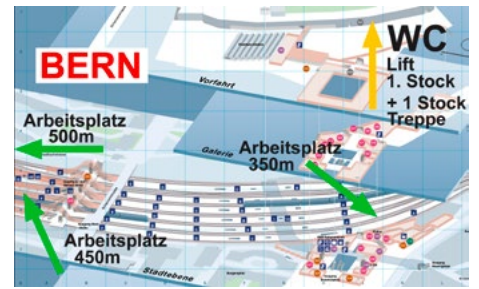 BERN
WC
Lift
1. Stock
+ 1 Stock
Treppe
Vorfahrt
Arbeitsplatz
500m
Galerie
Arbeitsplatz
350m
Arbeitsplatz
450m
Stadtebene